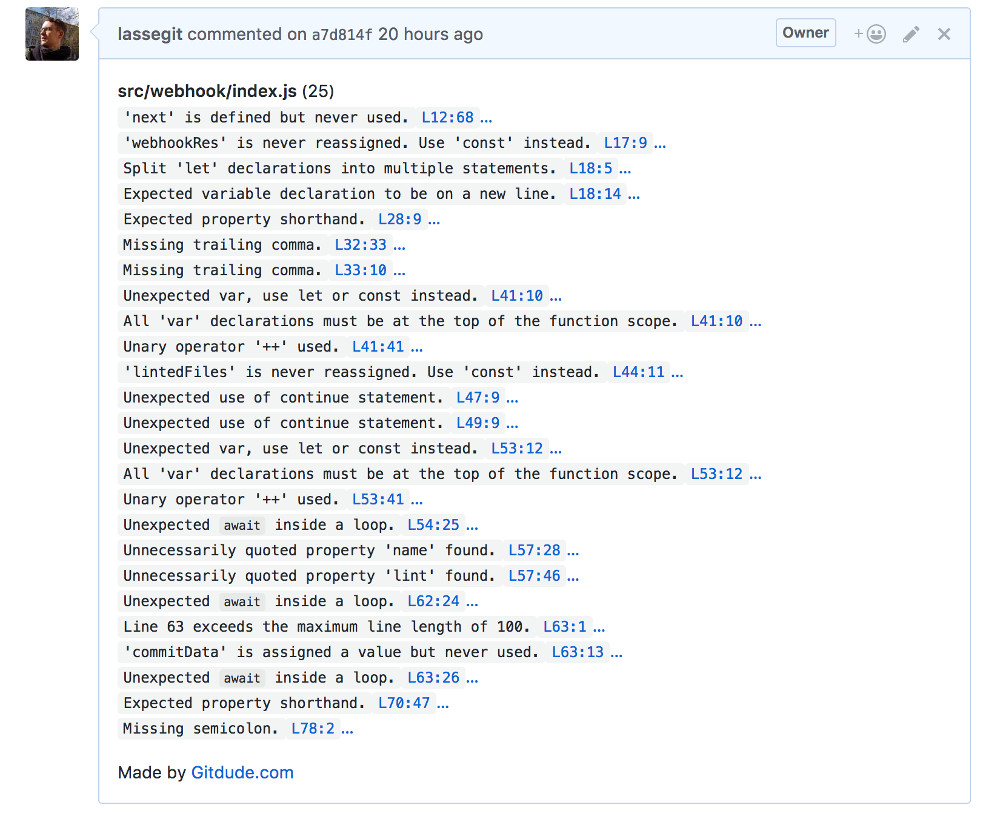 lassegit commented on a7d814f 20 hours ago Owner +
src/webhook/index.js (25)
'next' is defined but never used. L12:68 ...
'webhookRes' is never reassigned. Use 'const' instead. L17:9 ...
Split 'let' declarations into multiple statements. L18:5 ...
Expected variable declaration to be on a new line. L18:14 ...
Expected property shorthand. L28:9 ...
Missing trailing comma. L32:33 ...
Missing trailing comma. L33:10 ...
Unexpected var, use let or const instead. L41:10 ...
All 'var' declarations must be at the top of the function scope. L41:10 ...
Unary operator '++' used. L41:41 ...
'lintedFiles' is never reassigned. Use 'const' instead. L44:11 ...
Unexpected use of continue statement. L47:9 ...
Unexpected use of continue statement. L49:9 ...
Unexpected var, use let or const instead. L53:12 ...
All 'var' declarations must be at the top of the function scope. L53:12 ...
Unary operator '++' used. L53:41 ...
Unexpected await inside a loop. L54:25 ...
Unnecessarily quoted property 'name' found. L57:28 ...
Unnecessarily quoted property 'lint' found. L57:46 ...
Unexpected await inside a loop. L62:24 ...
Line 63 exceeds the maximum line length of 100. L63:1 ...
'commitData' is assigned a value but never used. L63:13 ...
Unexpected await inside a loop. L63:26 ...
Expected property shorthand. L70:47 ...
Missing semicolon. L78:2 ...
Made by Gitdude.com